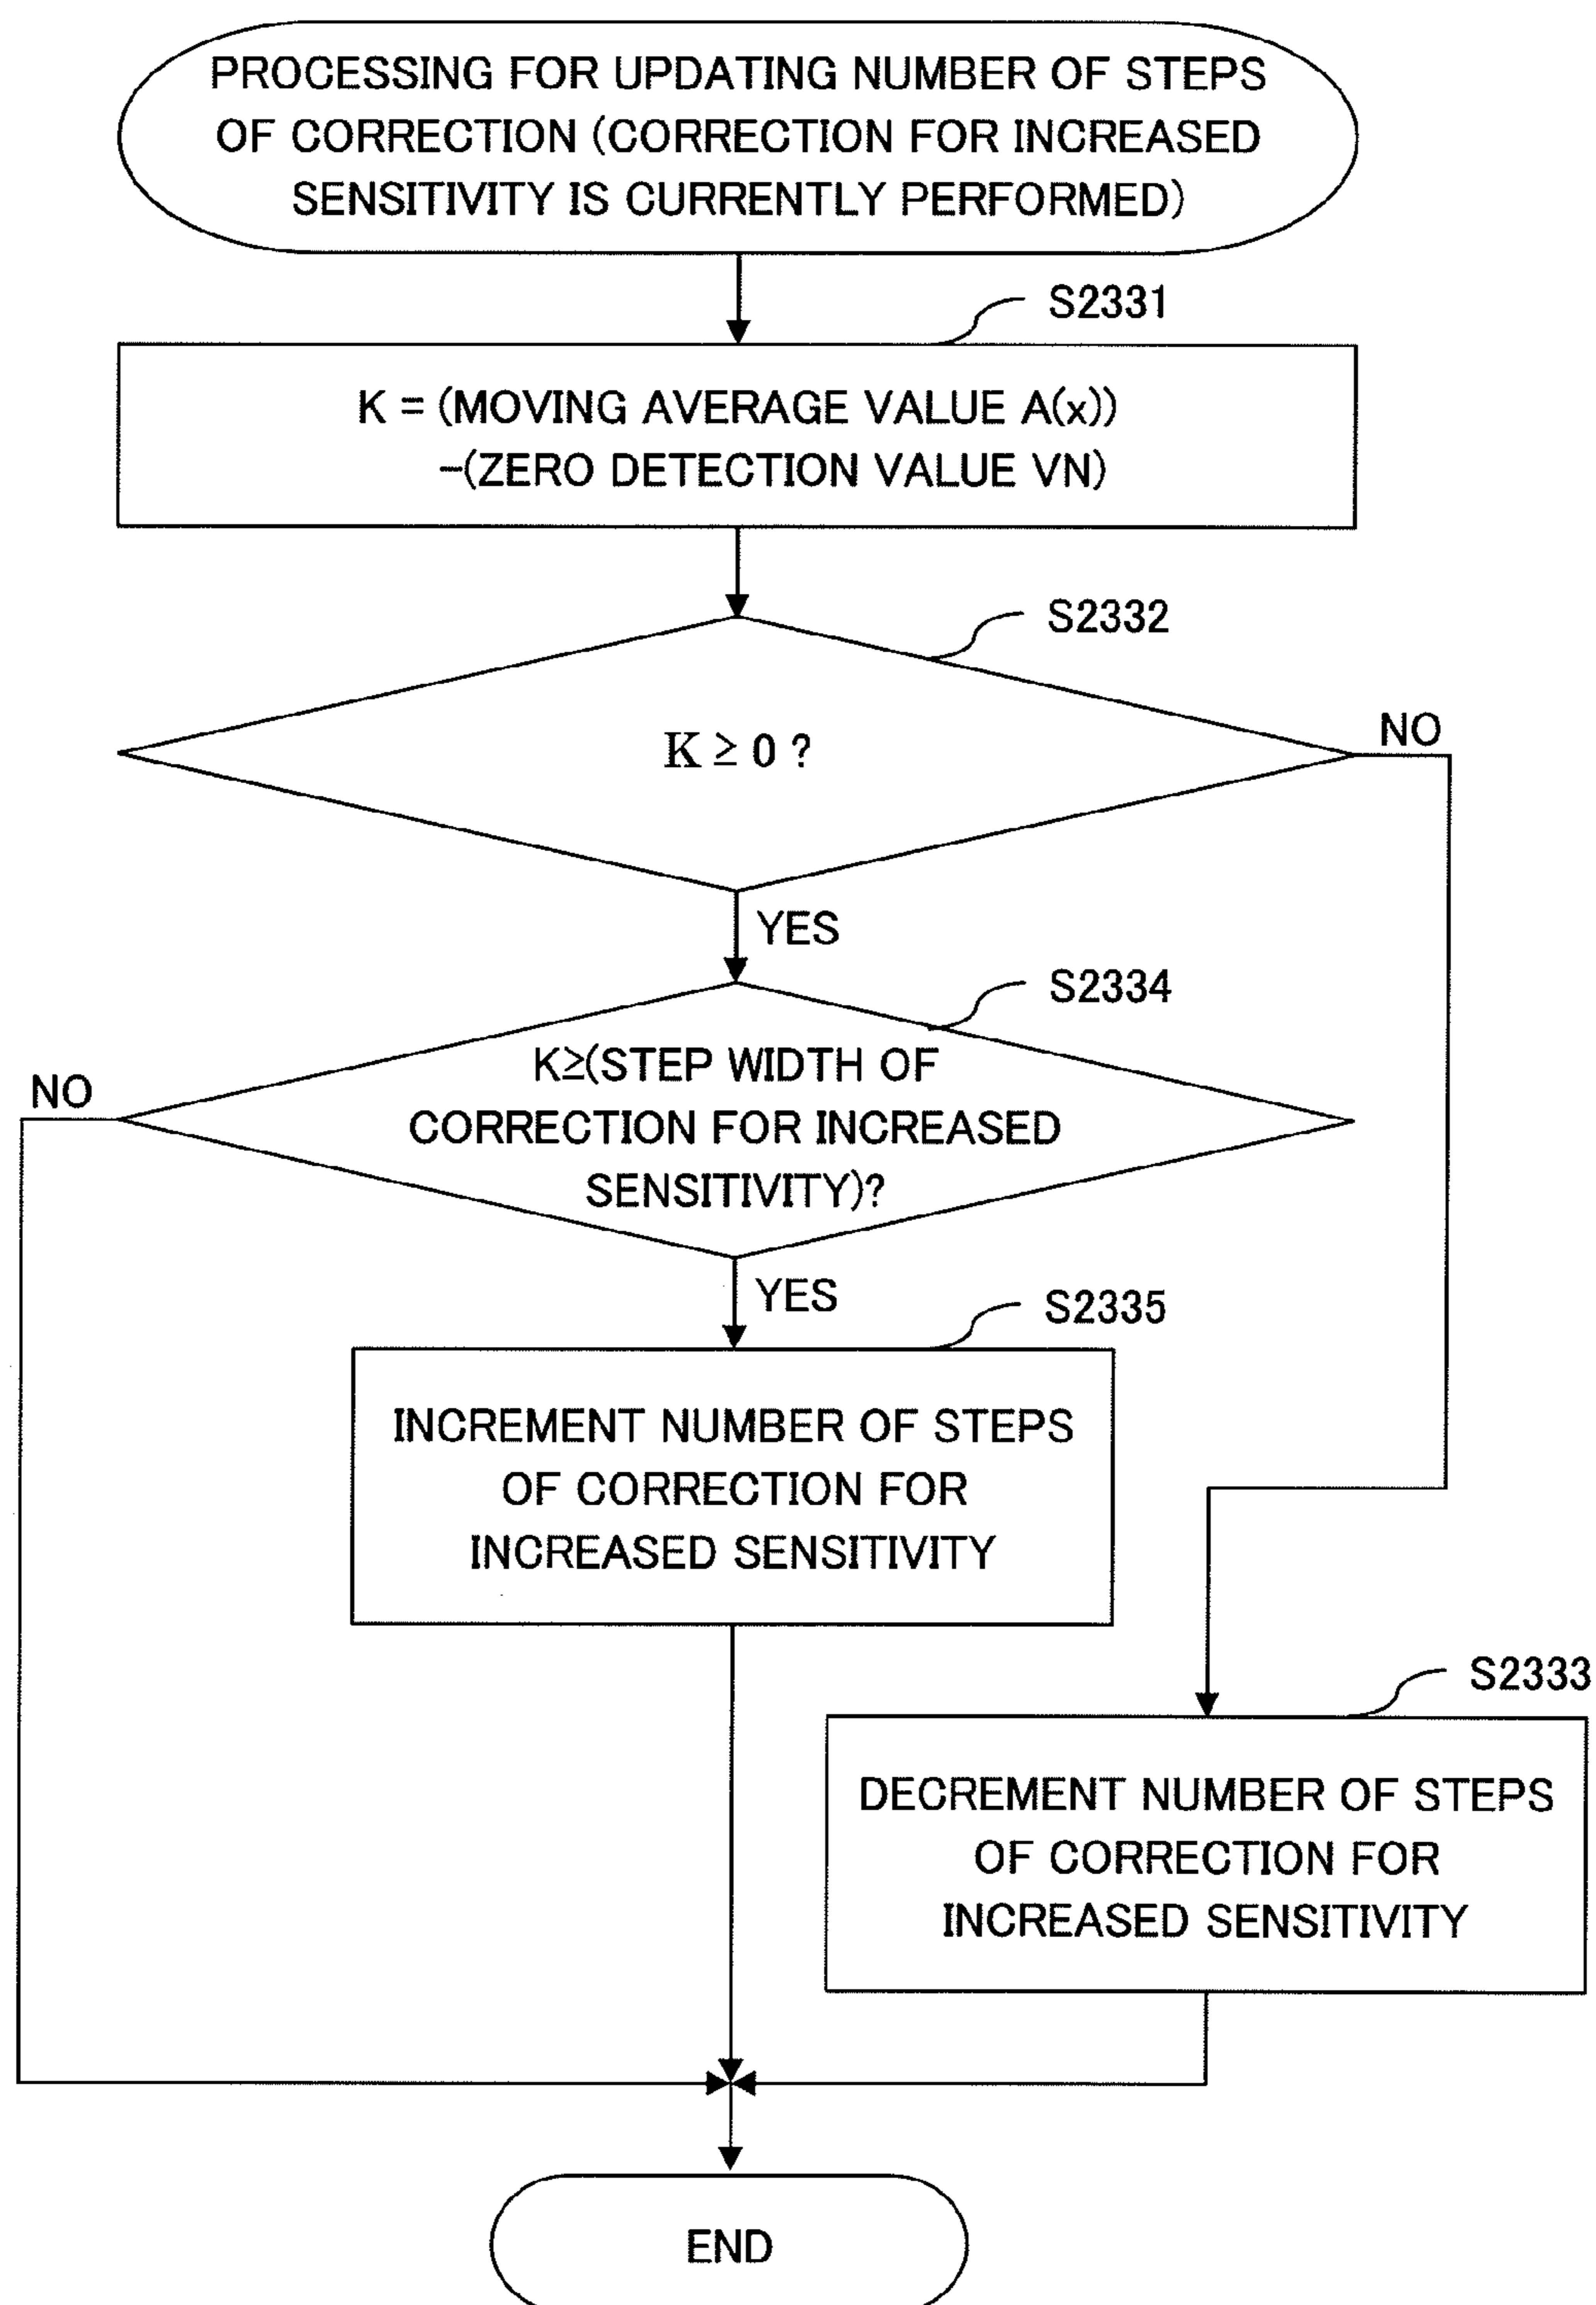 PROCESSING FOR UPDATING NUMBER OF STEPS
OF CORRECTION (CORRECTION FOR INCREASED
SENSITIVITY IS CURRENTLY PERFORMED)
S2331
K = (MOVING AVERAGE VALUE A(x))
-(ZERO DETECTION VALUE VN)
S2332
K ≥ 0 ?
NO
YES
S2334
K≥(STEP WIDTH OF
CORRECTION FOR INCREASED
SENSITIVITY)?
NO
YES
S2335
INCREMENT NUMBER OF STEPS
OF CORRECTION FOR
INCREASED SENSITIVITY
S2333
DECREMENT NUMBER OF STEPS
OF CORRECTION FOR
INCREASED SENSITIVITY
END